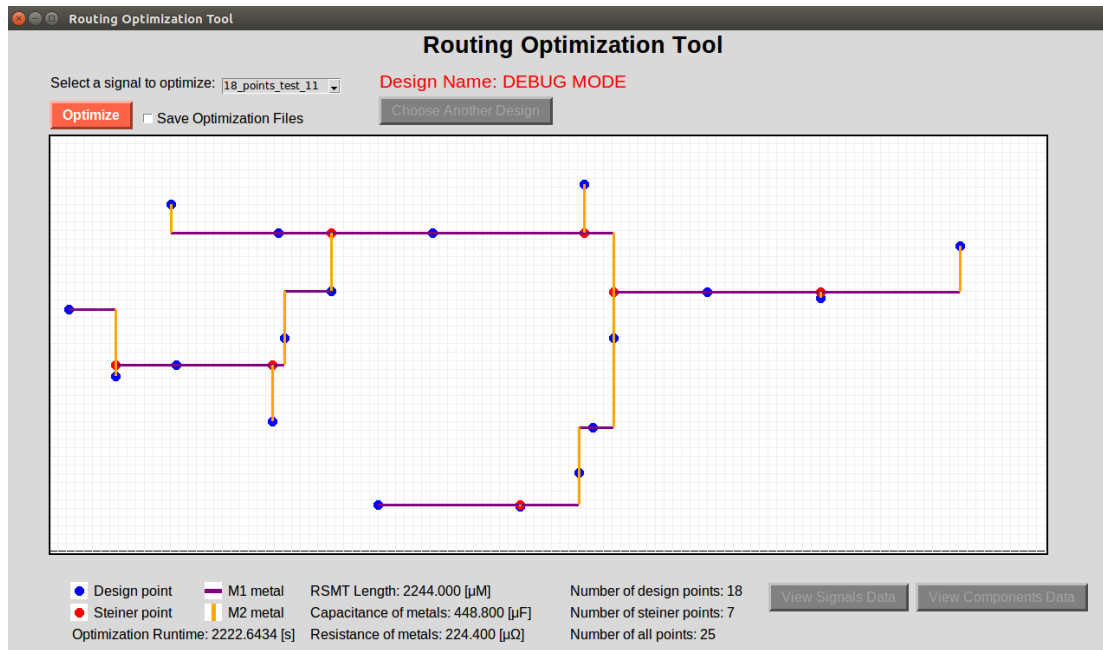 Routing Optimization Tool
Routing Optimization Tool
Select a signal to optimize: 18_points_test_11
Design Name: DEBUG MODE
Optimize
Save Optimization Files
Choose Another Design
Design point
M1 metal
RSMT Length: 2244.000 [µM]
Number of design points: 18
View Signals Data
View Components Data
Steiner point
M2 metal
Capacitance of metals: 448.800 [µF]
Number of steiner points: 7
Optimization Runtime: 2222.6434 [s]
Resistance of metals: 224.400 [µΩ]
Number of all points: 25